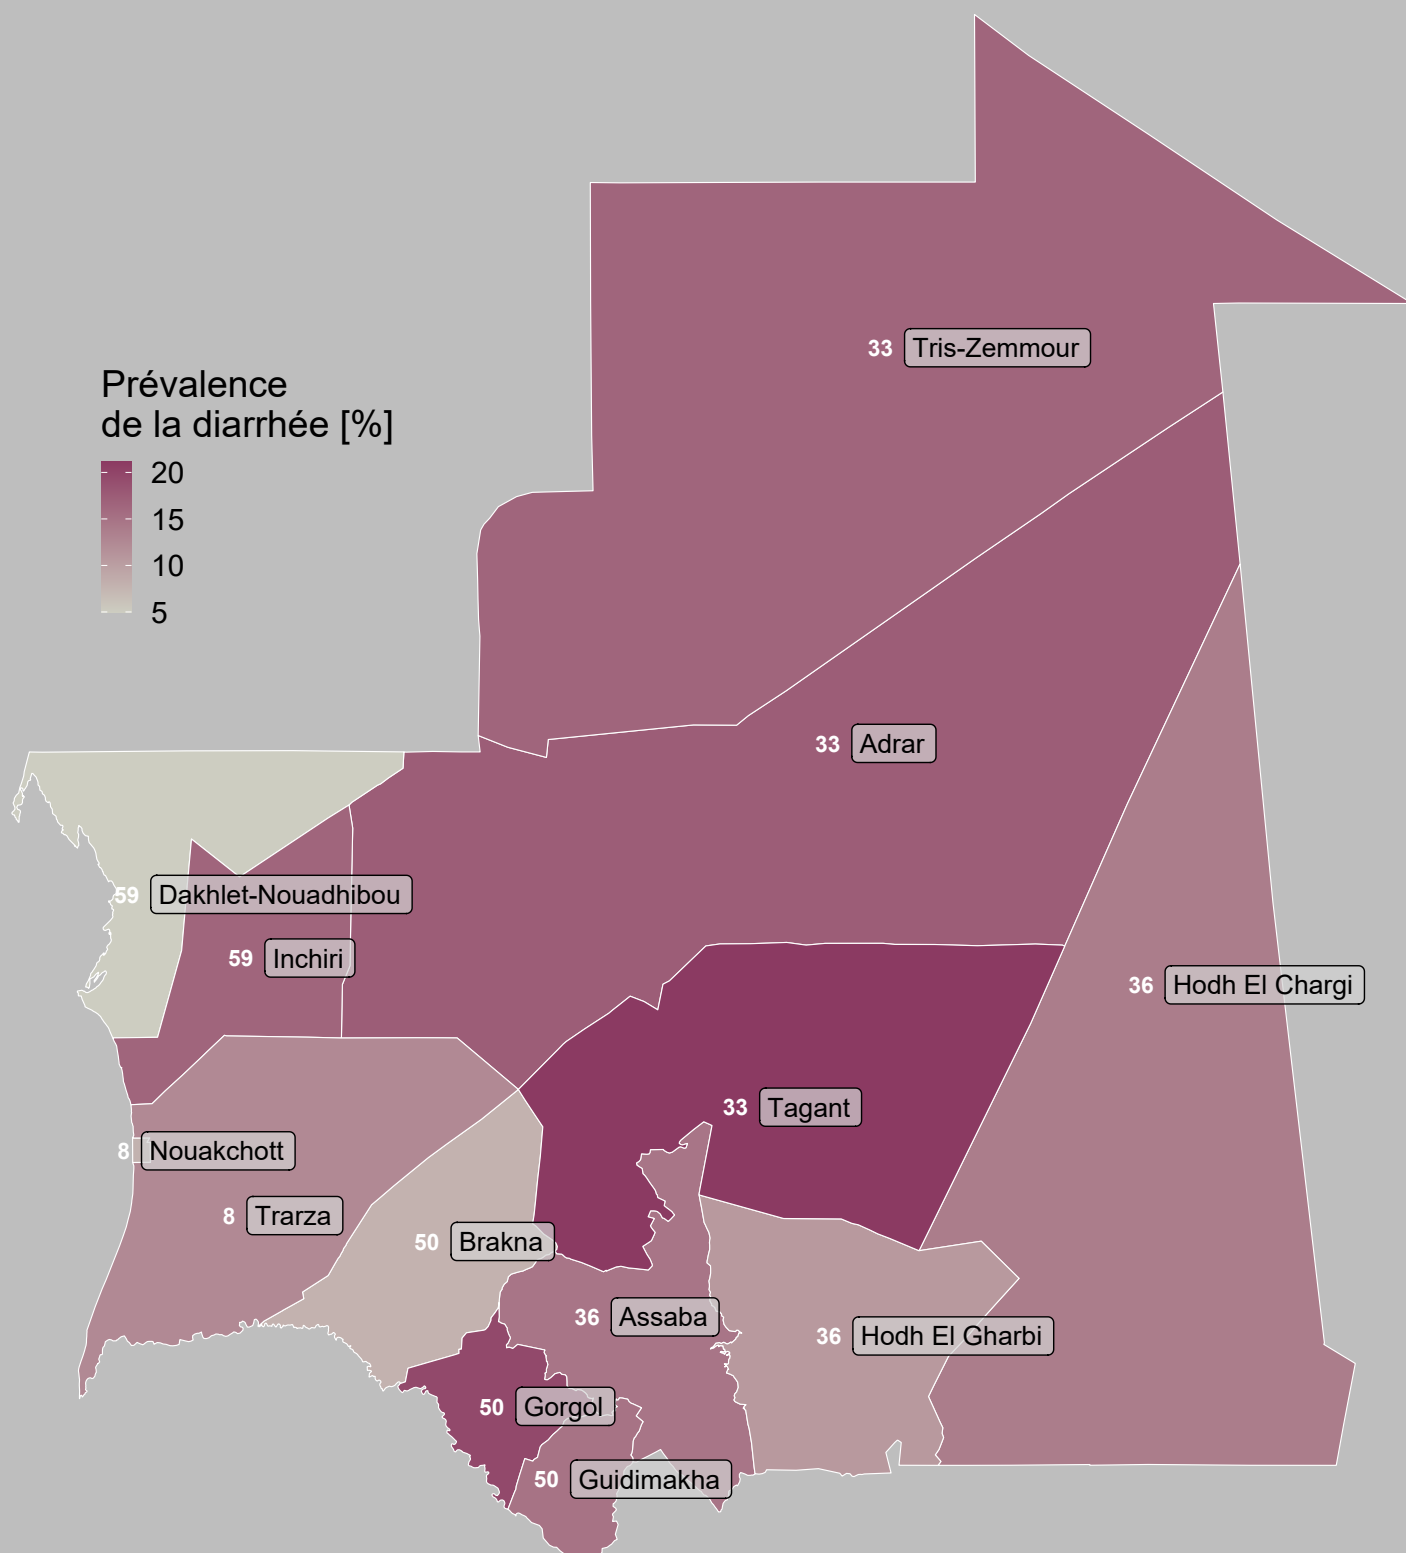 33 Tris-Zemmour
Prévalence
de la diarrhée [%]
20
15
10
5
33 Adrar
59 Dakhlet-Nouadhibou
59 Inchiri
36 Hodh El Chargi
33 Tagant
8 Nouakchott
8 Trarza
50 Brakna
36 Assaba
36 Hodh El Gharbi
50 Gorgol
50 Guidimakha